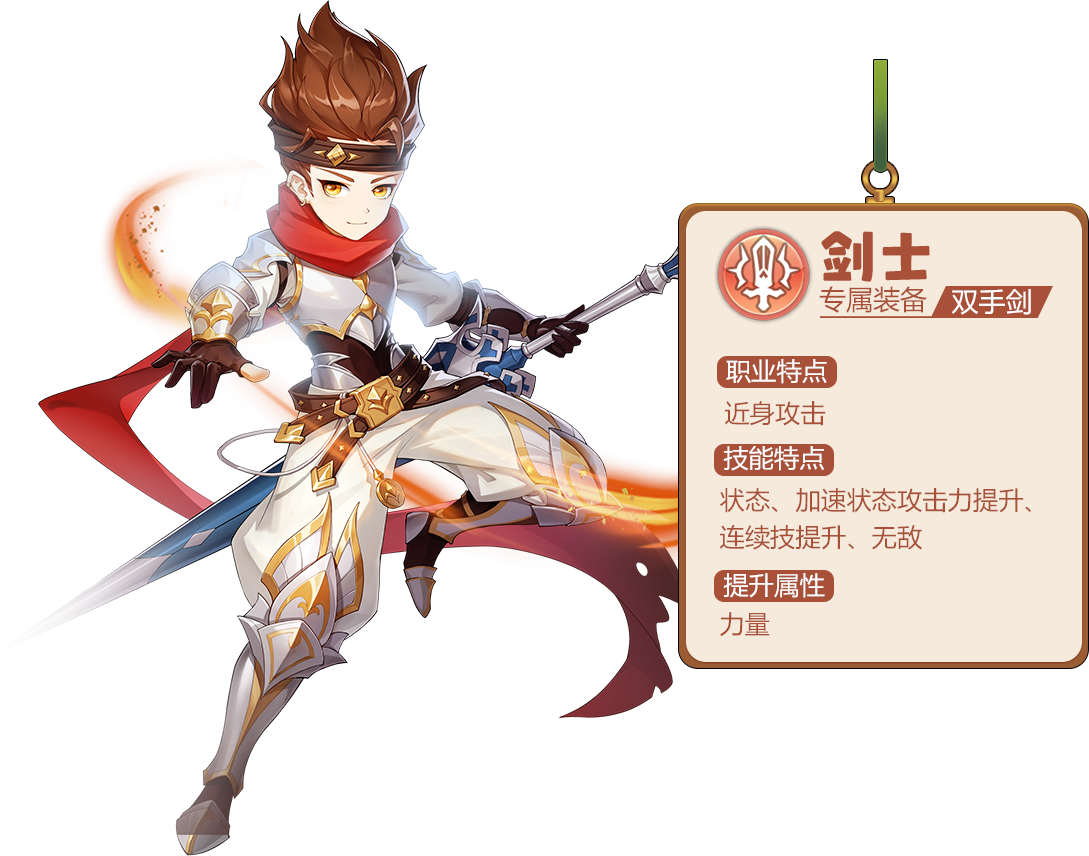 剑士
专属装备 双手剑
职业特点
近身攻击
技能特点
状态、加速状态攻击力提升、
连续技提升、无敌
提升属性
力量